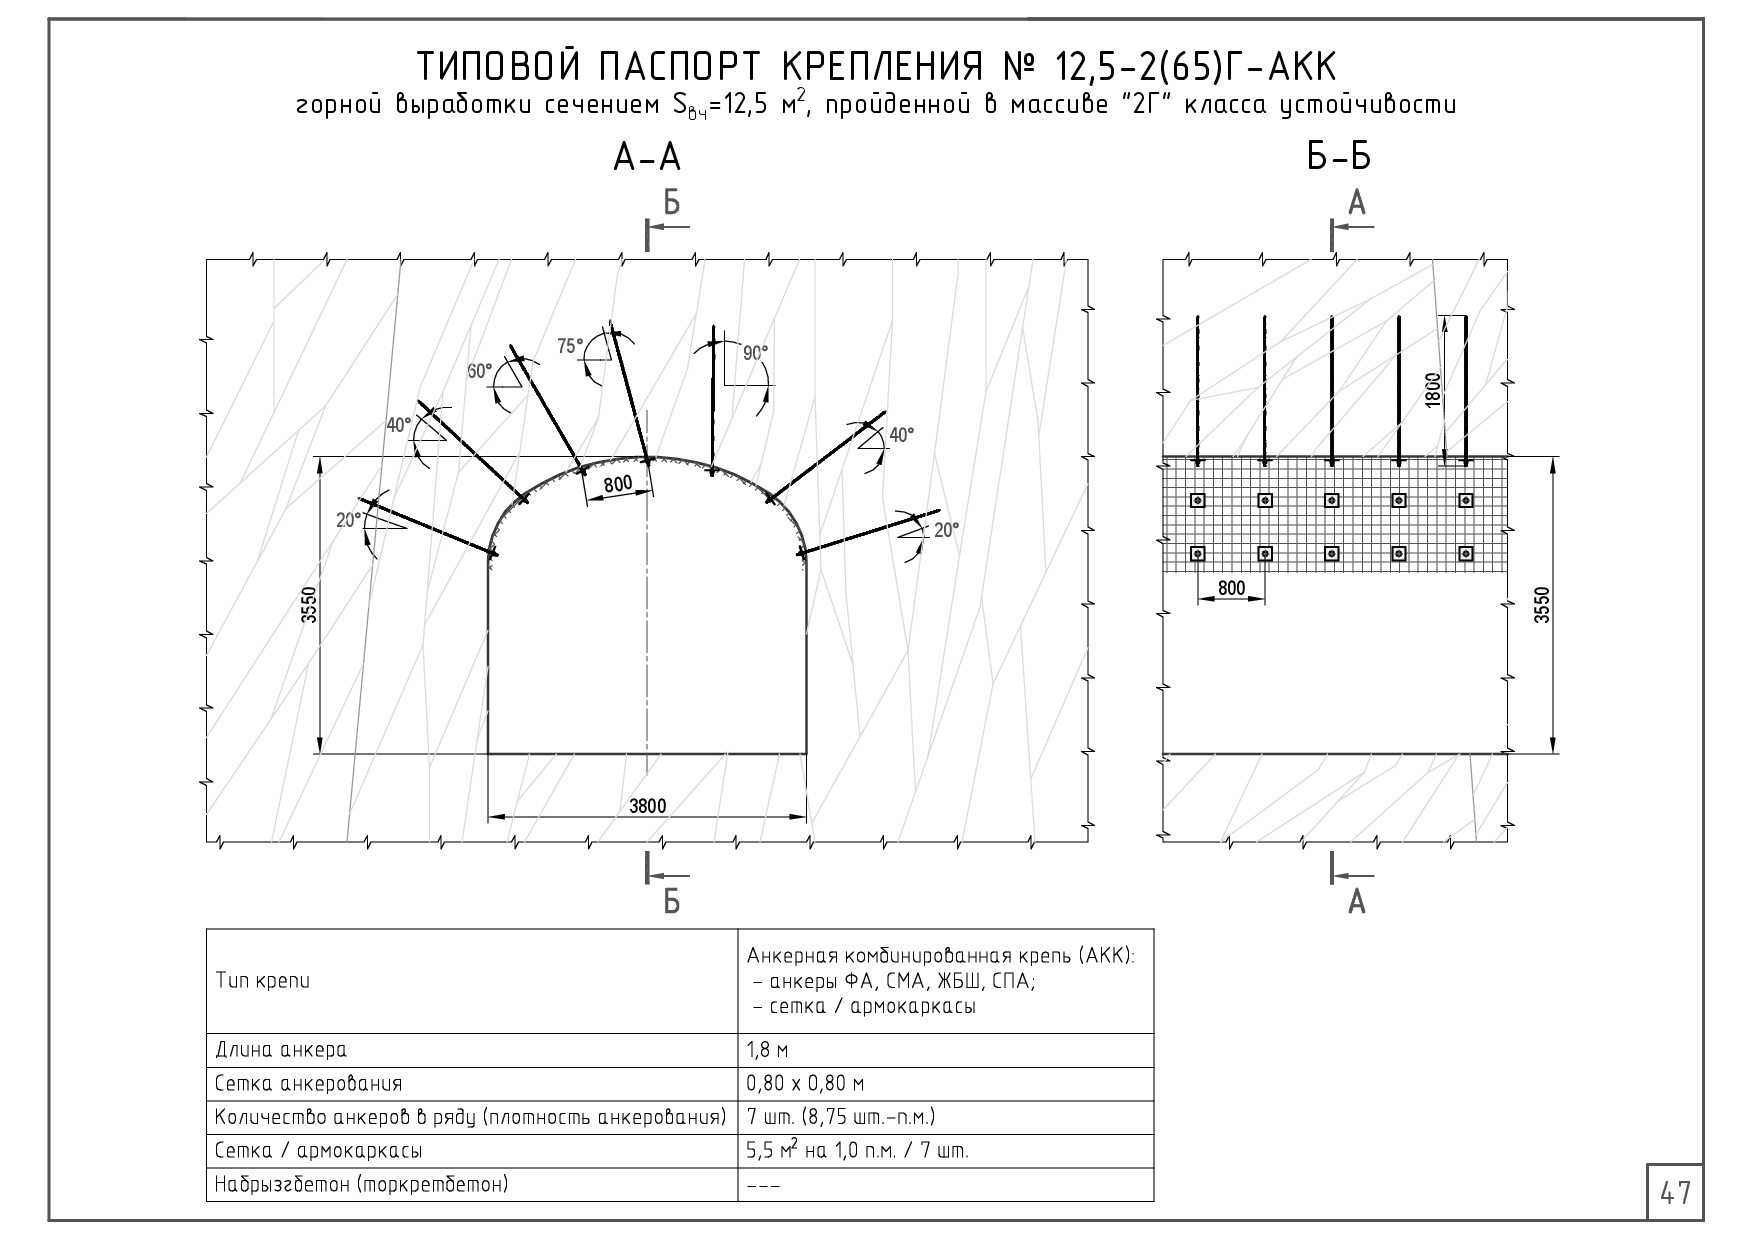 ТИПОВОЙ ПАСПОРТ КРЕПЛЕНИЯ № 12,5-2(65)Г-АКК
горной выработки сечением Sвч=12,5 м², пройденной в массиве "2Г" класса устойчивости
А-А
Б-Б
Б
А
75°
90°
60°
40°
40°
1800
800
20°
20°
800
3550
3550
3800
Б
А
Тип крепи
Анкерная комбинированная крепь (АКК):
- анкеры ФА, СМА, ЖБШ, СПА;
- сетка / армокаркасы
Длина анкера
1,8 м
Сетка анкерования
0,80 х 0,80 м
Количество анкеров в ряду (плотность анкерования)
7 шт. (8,75 шт.-п.м.)
Сетка / армокаркасы
5,5 м² на 1,0 п.м. / 7 шт.
Набрызгбетон (торкретбетон)
---
47